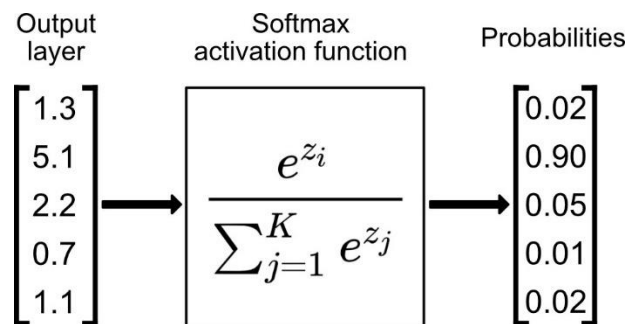 Output
layer
Softmax
activation function
Probabilities
1.3
5.1
2.2
0.7
1.1
e^{z_i}
∑_{j=1}^{K} e^{z_j}
0.02
0.90
0.05
0.01
0.02